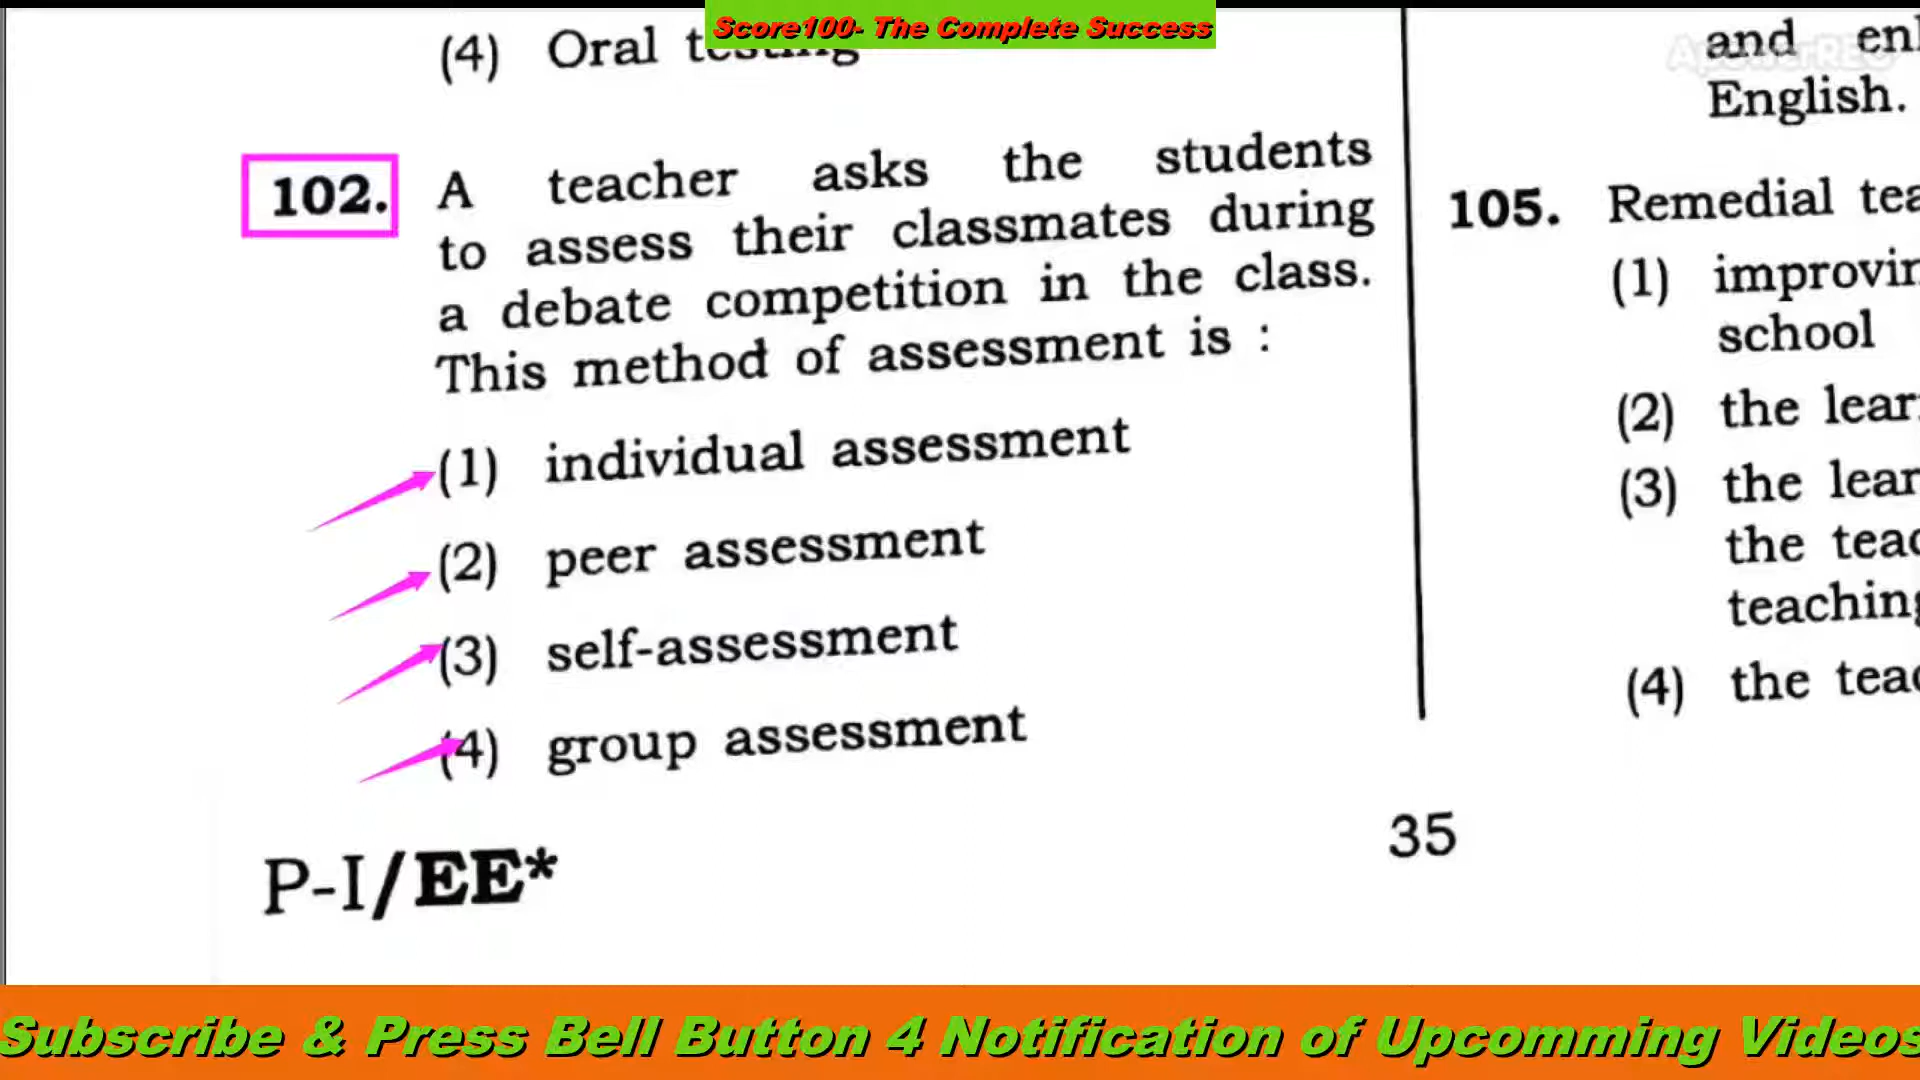 Score100- The Complete Success
(4) Oral testing
102. A teacher asks the students
to assess their classmates during
a debate competition in the class.
This method of assessment is :
(1) individual assessment
(2) peer assessment
(3) self-assessment
(4) group assessment
P-I/EE*
and
English.
105. Remedial
(1)
school
(2) the
(3) the
the
(4) the
35
ApowerREC
Subscribe & Press Bell Button 4 Notification of Upcomming Videos